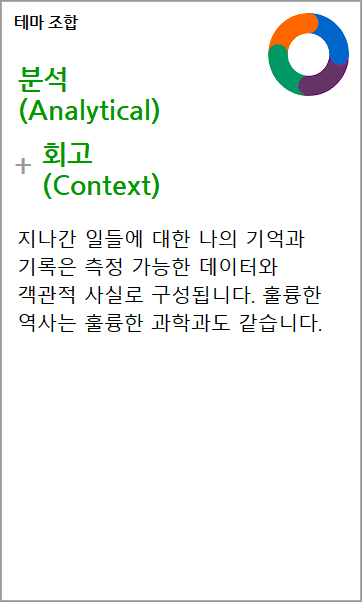 테마 조합
분석
(Analytical)
+ 회고
(Context)
지나간 일들에 대한 나의 기억과
기록은 측정 가능한 데이터와
객관적 사실로 구성됩니다. 훌륭한
역사는 훌륭한 과학과도 같습니다.